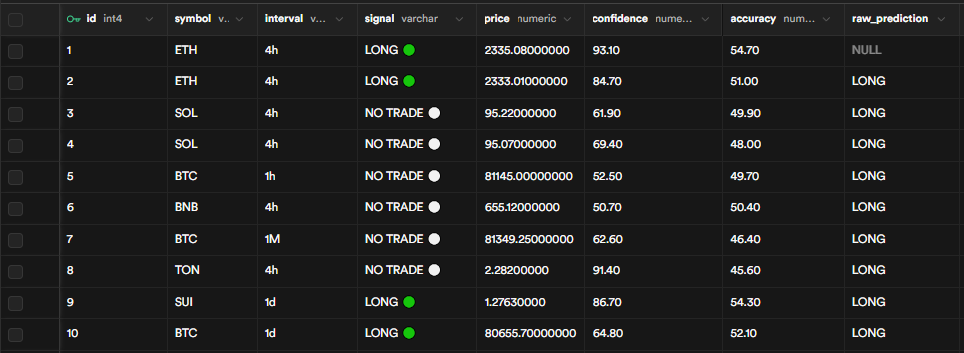 id int4 symbol v.. interval v... signal varchar price numeric confidence nume... accuracy num... raw_prediction
1 ETH 4h LONG 2335.08000000 93.10 54.70 NULL
2 ETH 4h LONG 2333.01000000 84.70 51.00 LONG
3 SOL 4h NO TRADE 95.22000000 61.90 49.90 LONG
4 SOL 4h NO TRADE 95.07000000 69.40 48.00 LONG
5 BTC 1h NO TRADE 81145.00000000 52.50 49.70 LONG
6 BNB 4h NO TRADE 655.12000000 50.70 50.40 LONG
7 BTC 1M NO TRADE 81349.25000000 62.60 46.40 LONG
8 TON 4h NO TRADE 2.28200000 91.40 45.60 LONG
9 SUI 1d LONG 1.27630000 86.70 54.30 LONG
10 BTC 1d LONG 80655.70000000 64.80 52.10 LONG